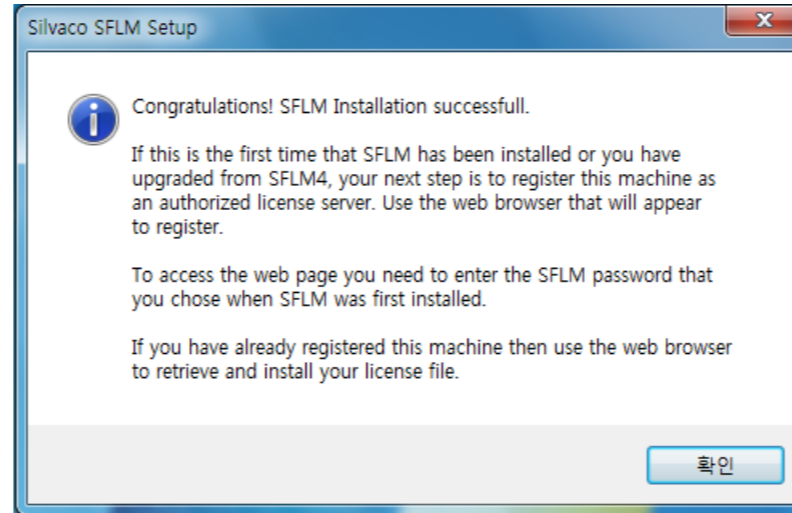 Silvaco SFLM Setup
Congratulations! SFLM Installation successfull.
If this is the first time that SFLM has been installed or you have
upgraded from SFLM4, your next step is to register this machine as
an authorized license server. Use the web browser that will appear
to register.
To access the web page you need to enter the SFLM password that
you chose when SFLM was first installed.
If you have already registered this machine then use the web browser
to retrieve and install your license file.
확인